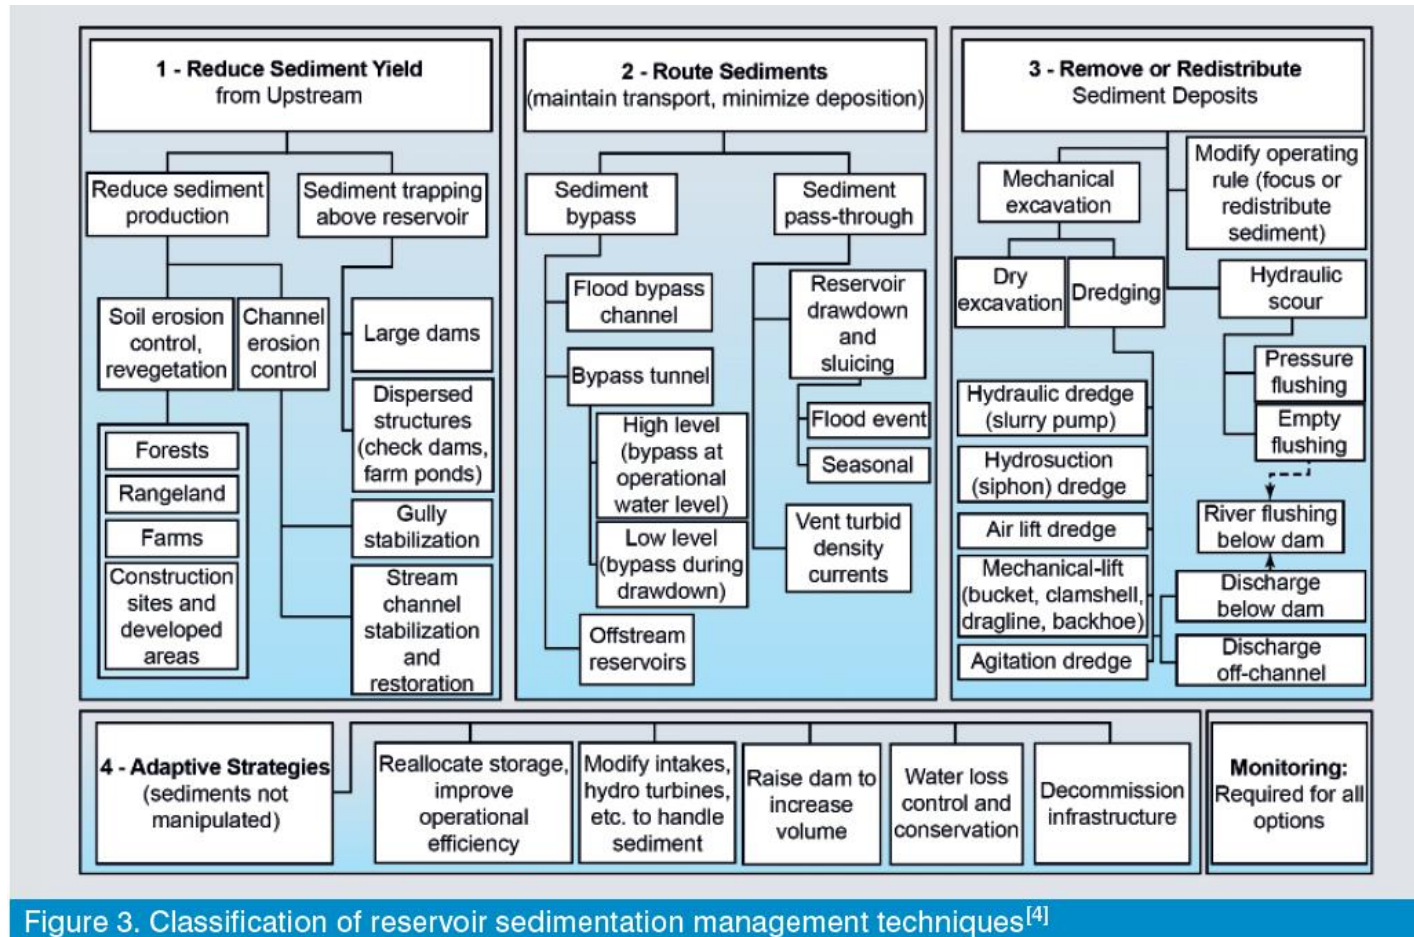 1 - Reduce Sediment Yield
from Upstream
Reduce sediment
production
Sediment trapping
above reservoir
Soil erosion
control,
revegetation
Channel
erosion
control
Large dams
Dispersed
structures
(check dams,
farm ponds)
Forests
Rangeland
Farms
Construction
sites and
developed
areas
Gully
stabilization
Stream
channel
stabilization
and
restoration
2 - Route Sediments
(maintain transport, minimize deposition)
Sediment
bypass
Sediment
pass-through
Flood bypass
channel
Bypass tunnel
High level
(bypass at
operational
water level)
Low level
(bypass during
drawdown)
Offstream
reservoirs
Reservoir
drawdown
and
sluicing
Flood event
Seasonal
Vent turbid
density
currents
3 - Remove or Redistribute
Sediment Deposits
Mechanical
excavation
Modify operating
rule (focus or
redistribute
sediment)
Dry
excavation
Dredging
Hydraulic
scour
Hydraulic dredge
(slurry pump)
Hydrosuction
(siphon) dredge
Air lift dredge
Mechanical-lift
(bucket, clamshell,
dragline, backhoe)
Agitation dredge
Pressure
flushing
Empty
flushing
River flushing
below dam
Discharge
below dam
Discharge
off-channel
4 - Adaptive Strategies
(sediments not
manipulated)
Reallocate storage,
improve
operational
efficiency
Modify intakes,
hydro turbines,
etc. to handle
sediment
Raise dam to
increase
volume
Water loss
control and
conservation
Decommission
infrastructure
Monitoring:
Required for all
options
Figure 3. Classification of reservoir sedimentation management techniques[4]